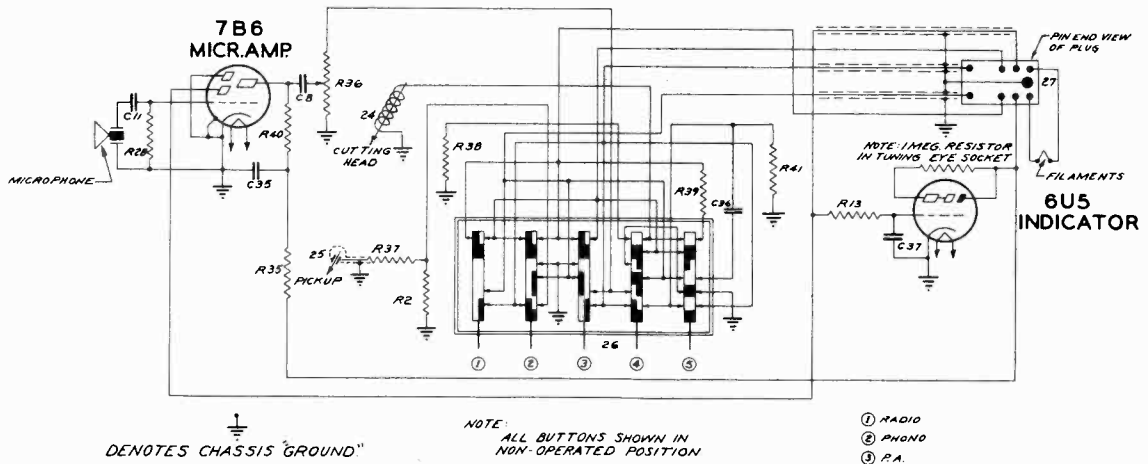 7B6
MICR.AMP.
C11
R28
MICROPHONE
C8
R40
C35
R36
24
CUTTING
HEAD
R38
R35
25
PICKUP
R37
R2
R39
C36
R41
26
1
2
3
4
5
PIN END VIEW
OF PLUG
27
NOTE: 1 MEG. RESISTOR
IN TUNING EYE SOCKET
FILAMENTS
6U5
INDICATOR
R13
C37
DENOTES CHASSIS "GROUND"
NOTE:
ALL BUTTONS SHOWN IN
NON-OPERATED POSITION
1 RADIO
2 PHONO
3 P.A.